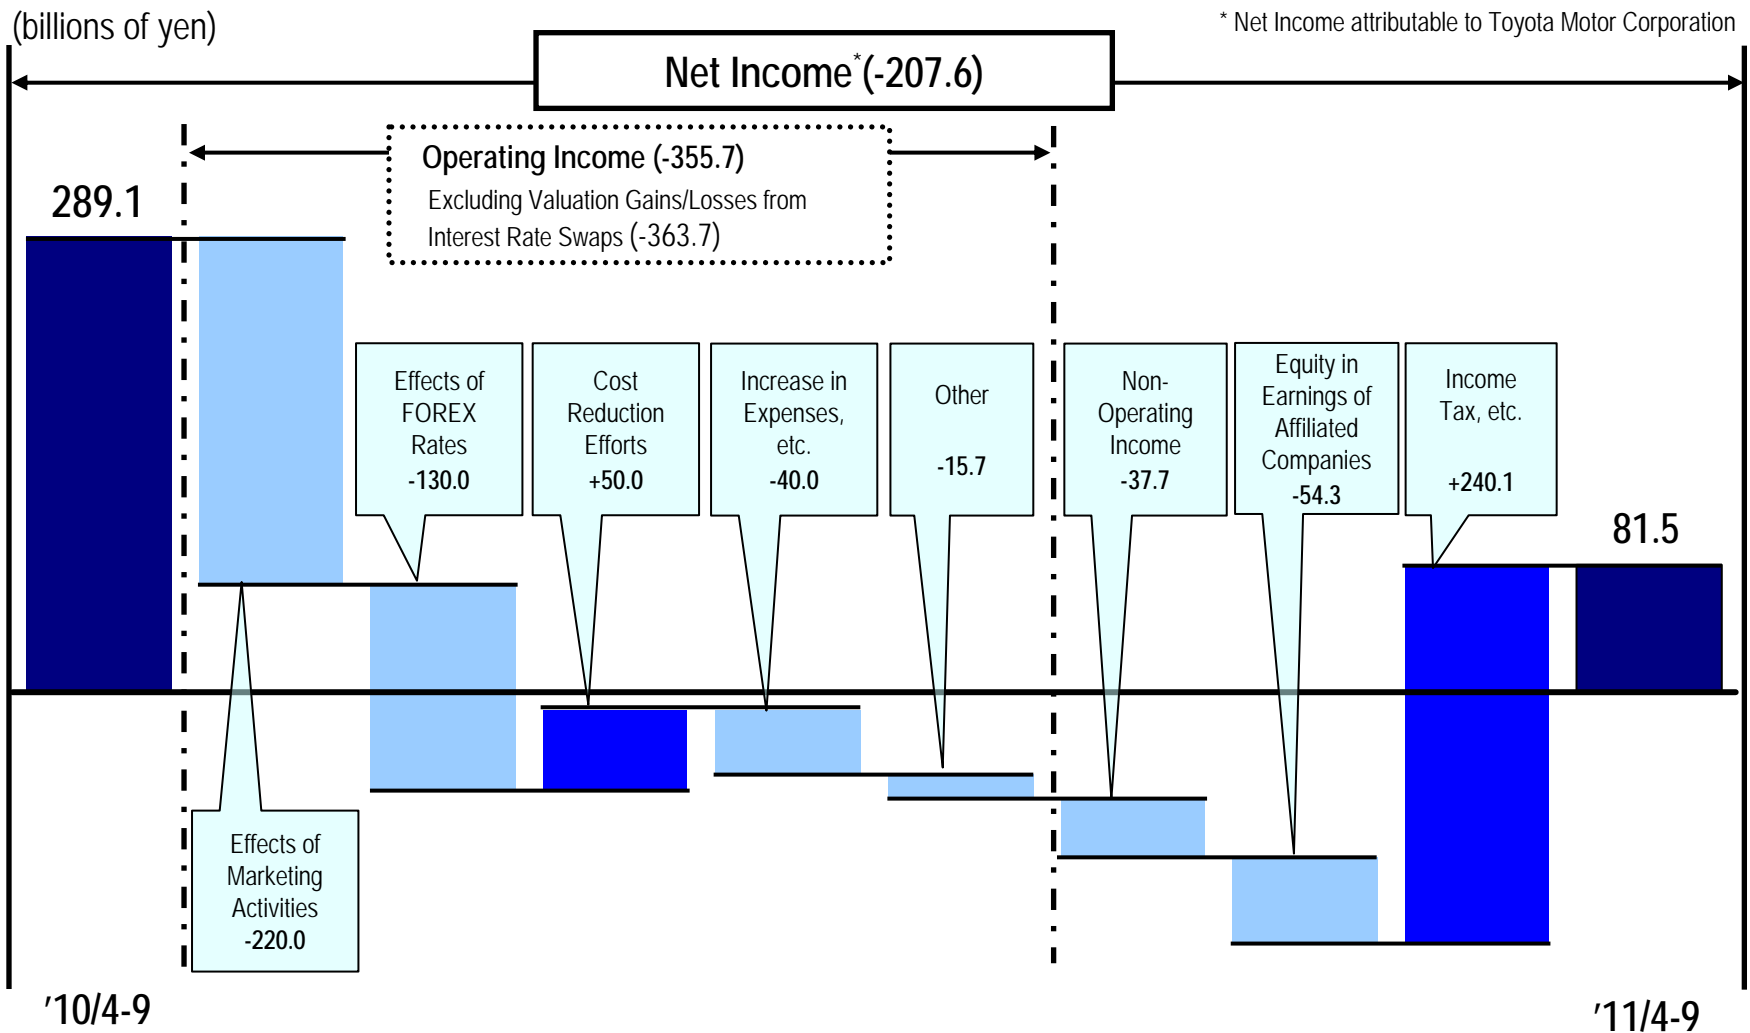 (billions of yen)
* Net Income attributable to Toyota Motor Corporation
Net Income*(-207.6)
Operating Income (-355.7)
Excluding Valuation Gains/Losses from
Interest Rate Swaps (-363.7)
289.1
Effects of
Marketing
Activities
-220.0
Effects of
FOREX
Rates
-130.0
Cost
Reduction
Efforts
+50.0
Increase in
Expenses,
etc.
-40.0
Other
-15.7
Non-
Operating
Income
-37.7
Equity in
Earnings of
Affiliated
Companies
-54.3
Income
Tax, etc.
+240.1
81.5
'10/4-9
'11/4-9